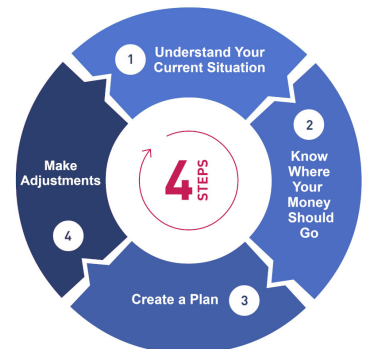 1
Understand Your
Current Situation
2
Know
Where
Your
Money
Should
Go
3
Create a Plan
4
Make
Adjustments
4
STEPS